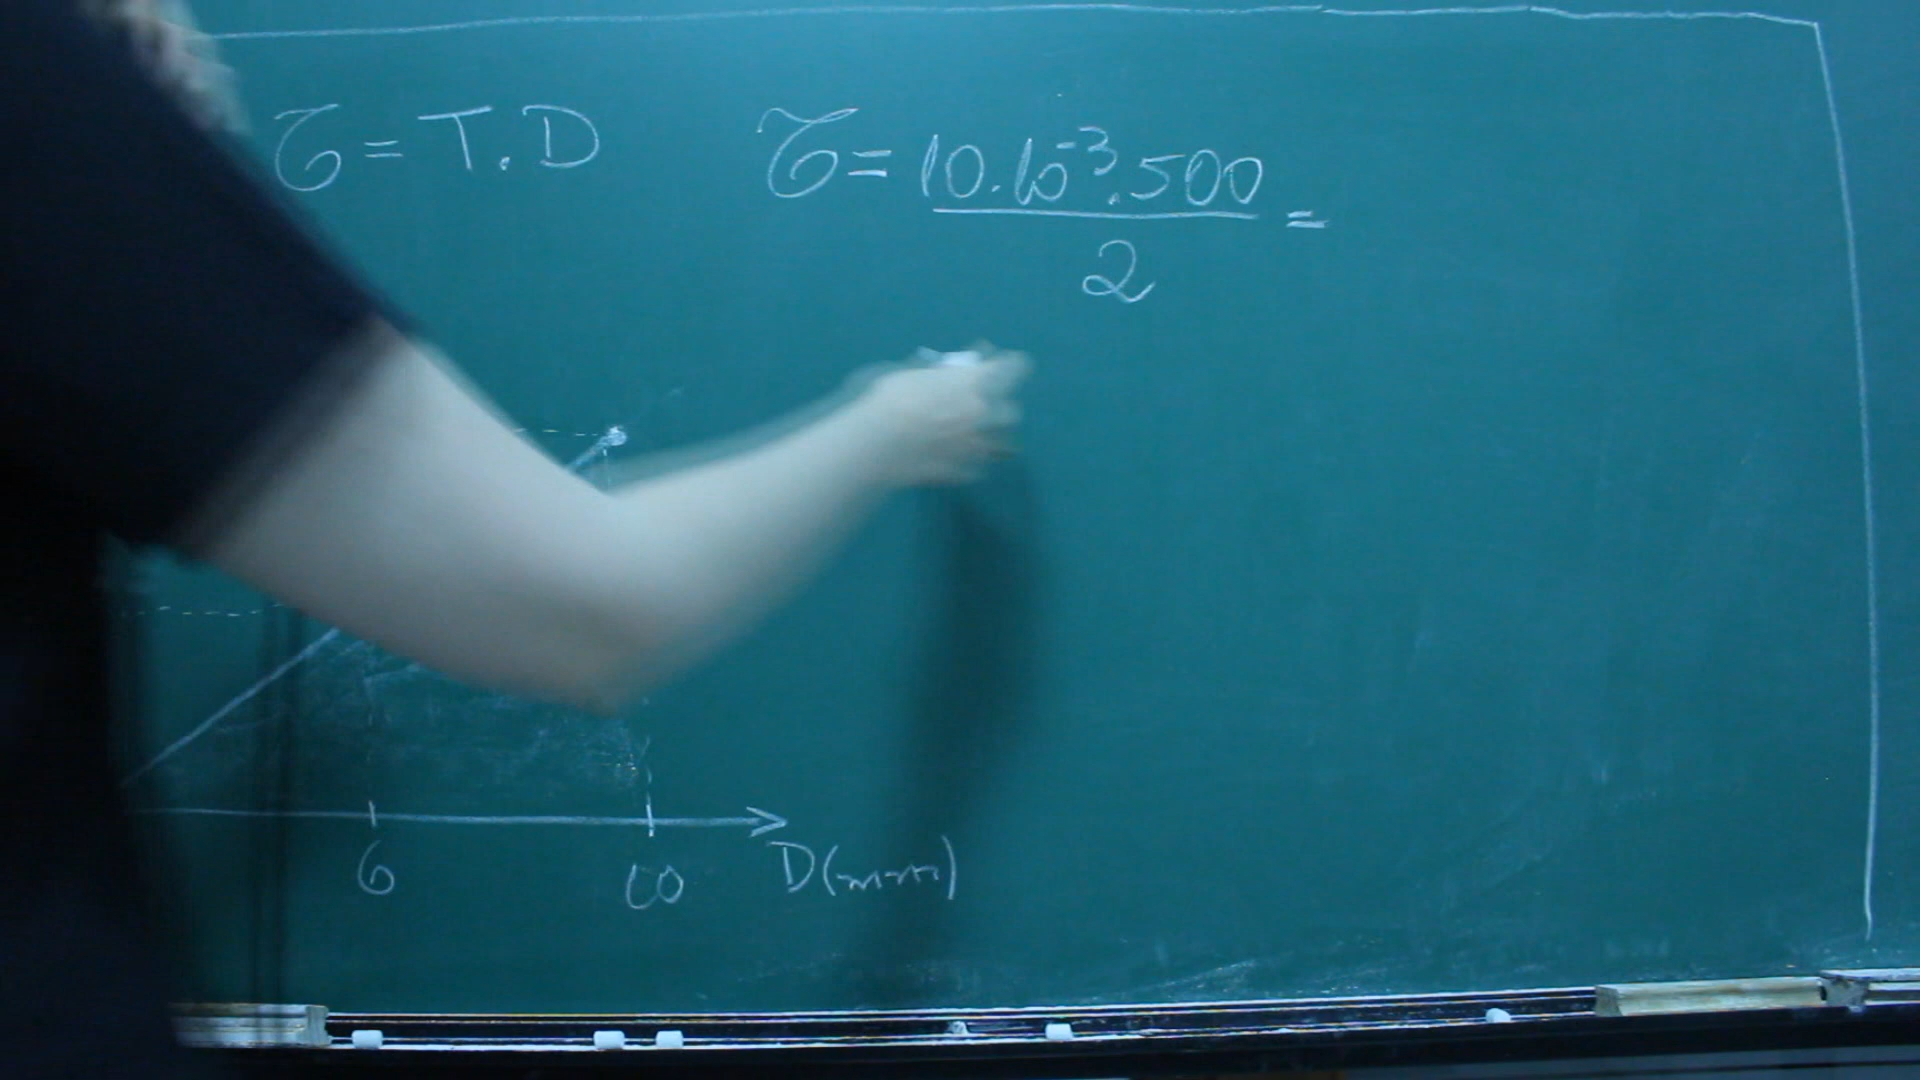 𝒯 = T.D
𝒯 = 10.10⁻³.500 =
2
6
10
D(mm)